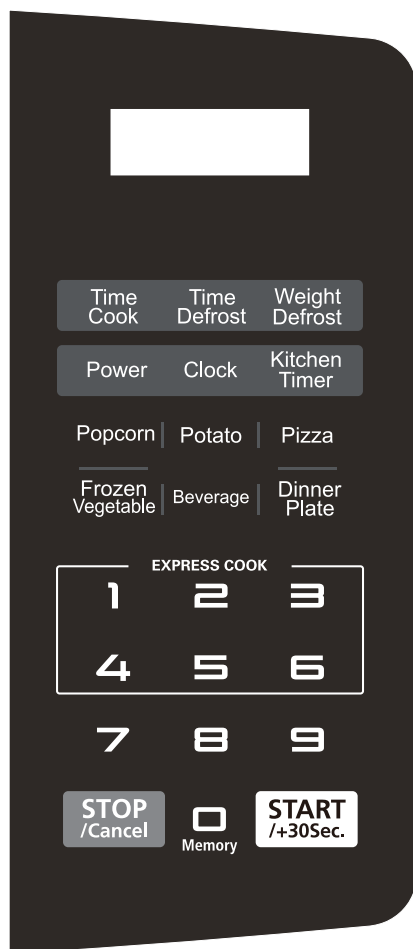 Time Cook
Time Defrost
Weight Defrost
Power
Clock
Kitchen Timer
Popcorn
Potato
Pizza
Frozen Vegetable
Beverage
Dinner Plate
EXPRESS COOK
1 2 3
4 5 6
7 8 9
STOP
/Cancel
0
Memory
START
/+30Sec.